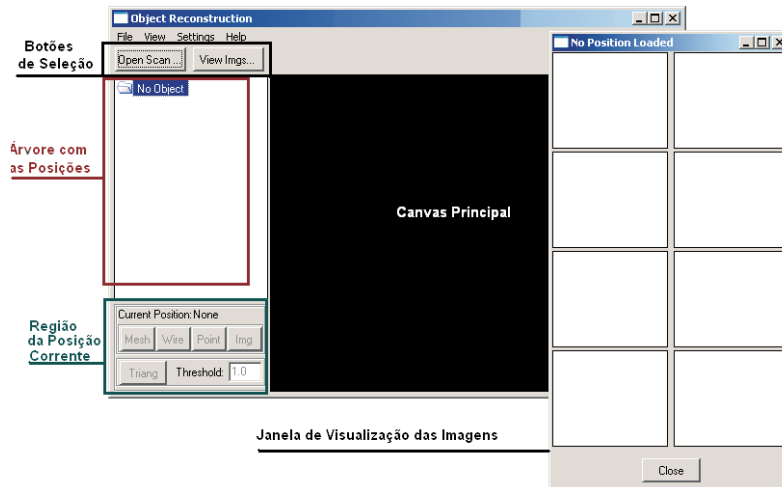 Object Reconstruction
File View Settings Help
Open Scan ...
View Imgs...
Botões
de Seleção
No Object
Árvore com
as Posições
Canvas Principal
Current Position: None
Mesh
Wire
Point
Img
Triang
Threshold:
1.0
Região
da Posição
Corrente
No Position Loaded
Janela de Visualização das Imagens
Close